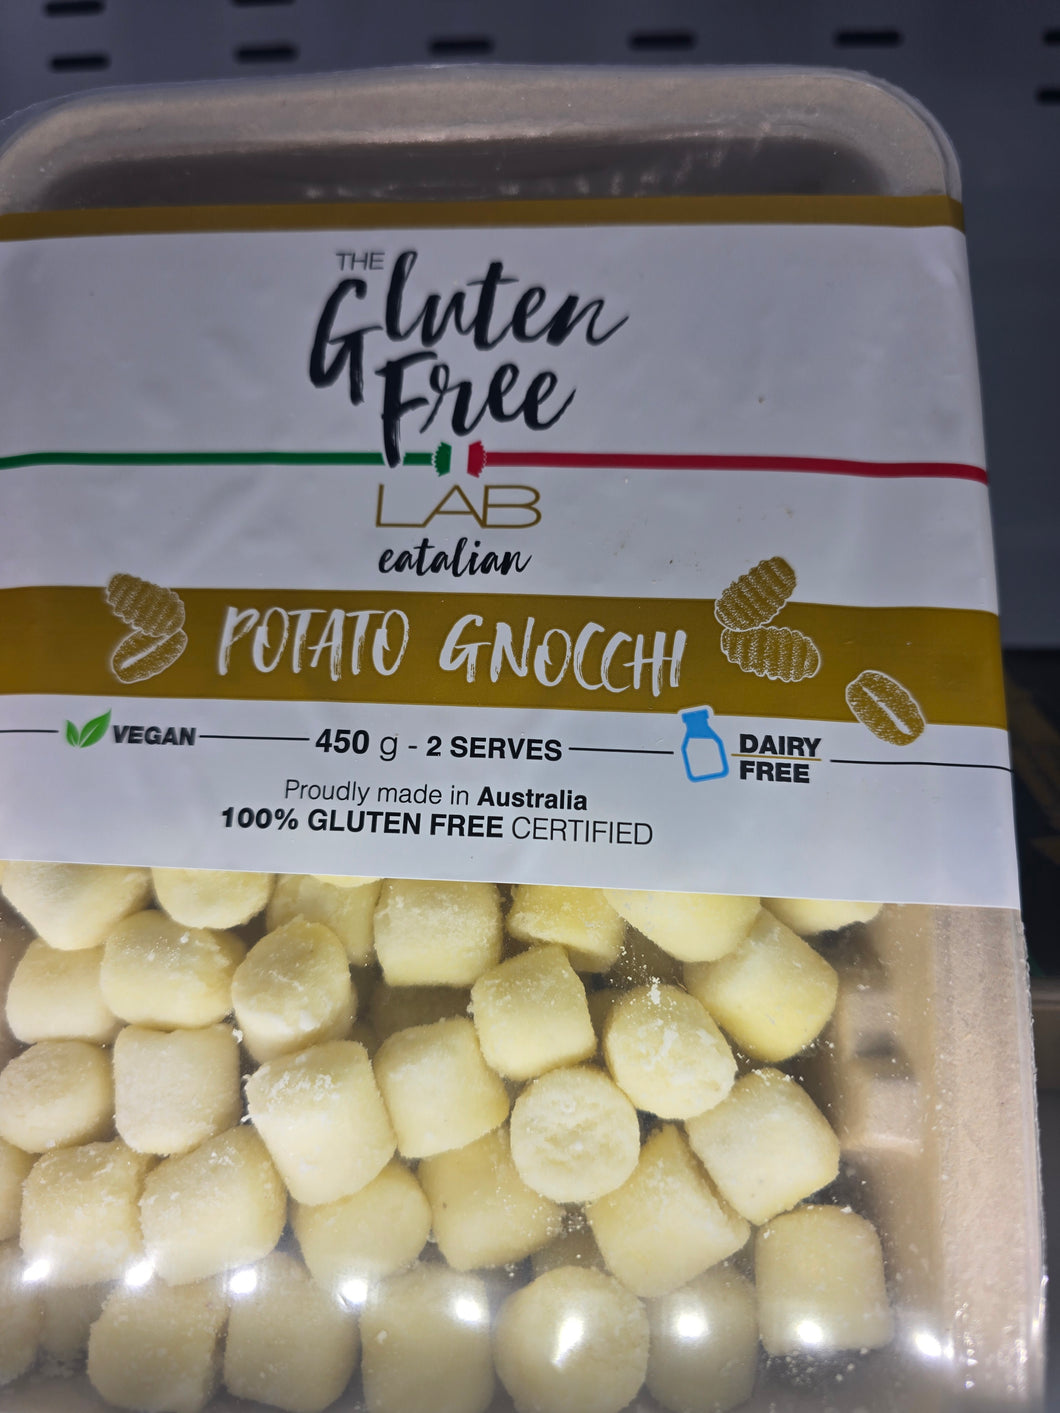 THE
Gluten
Free
LAB
eatalian
POTATO GNOCCHI
VEGAN 450 g - 2 SERVES DAIRY FREE
Proudly made in Australia
100% GLUTEN FREE CERTIFIED